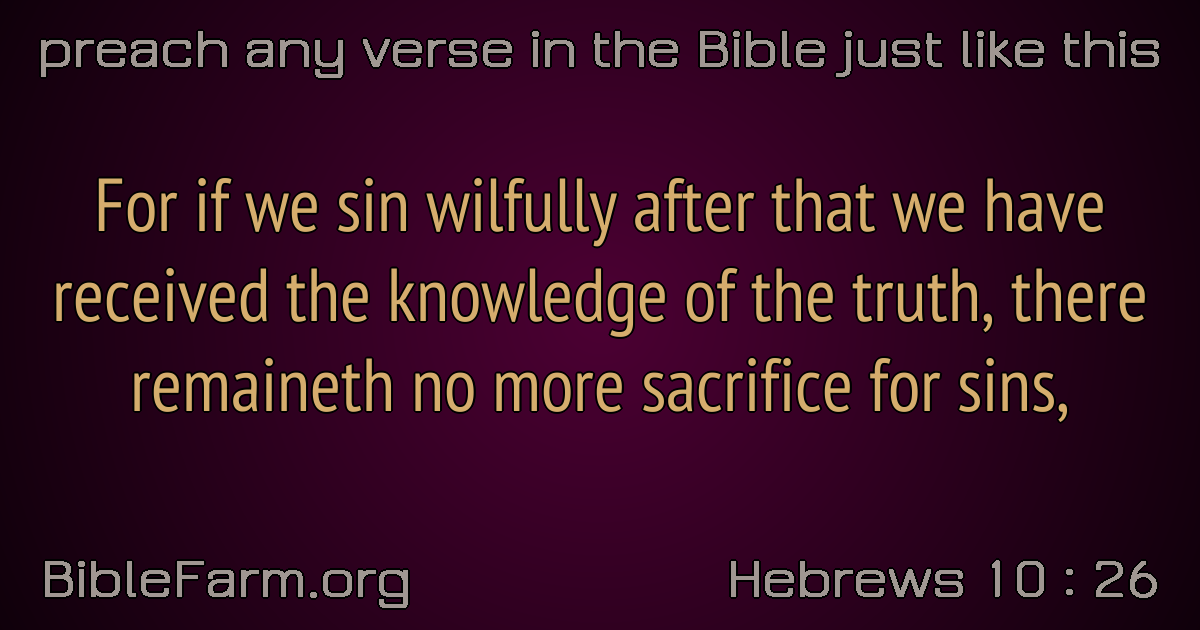 preach any verse in the Bible just like this
For if we sin wilfully after that we have
received the knowledge of the truth, there
remaineth no more sacrifice for sins,
BibleFarm.org
Hebrews 10 : 26